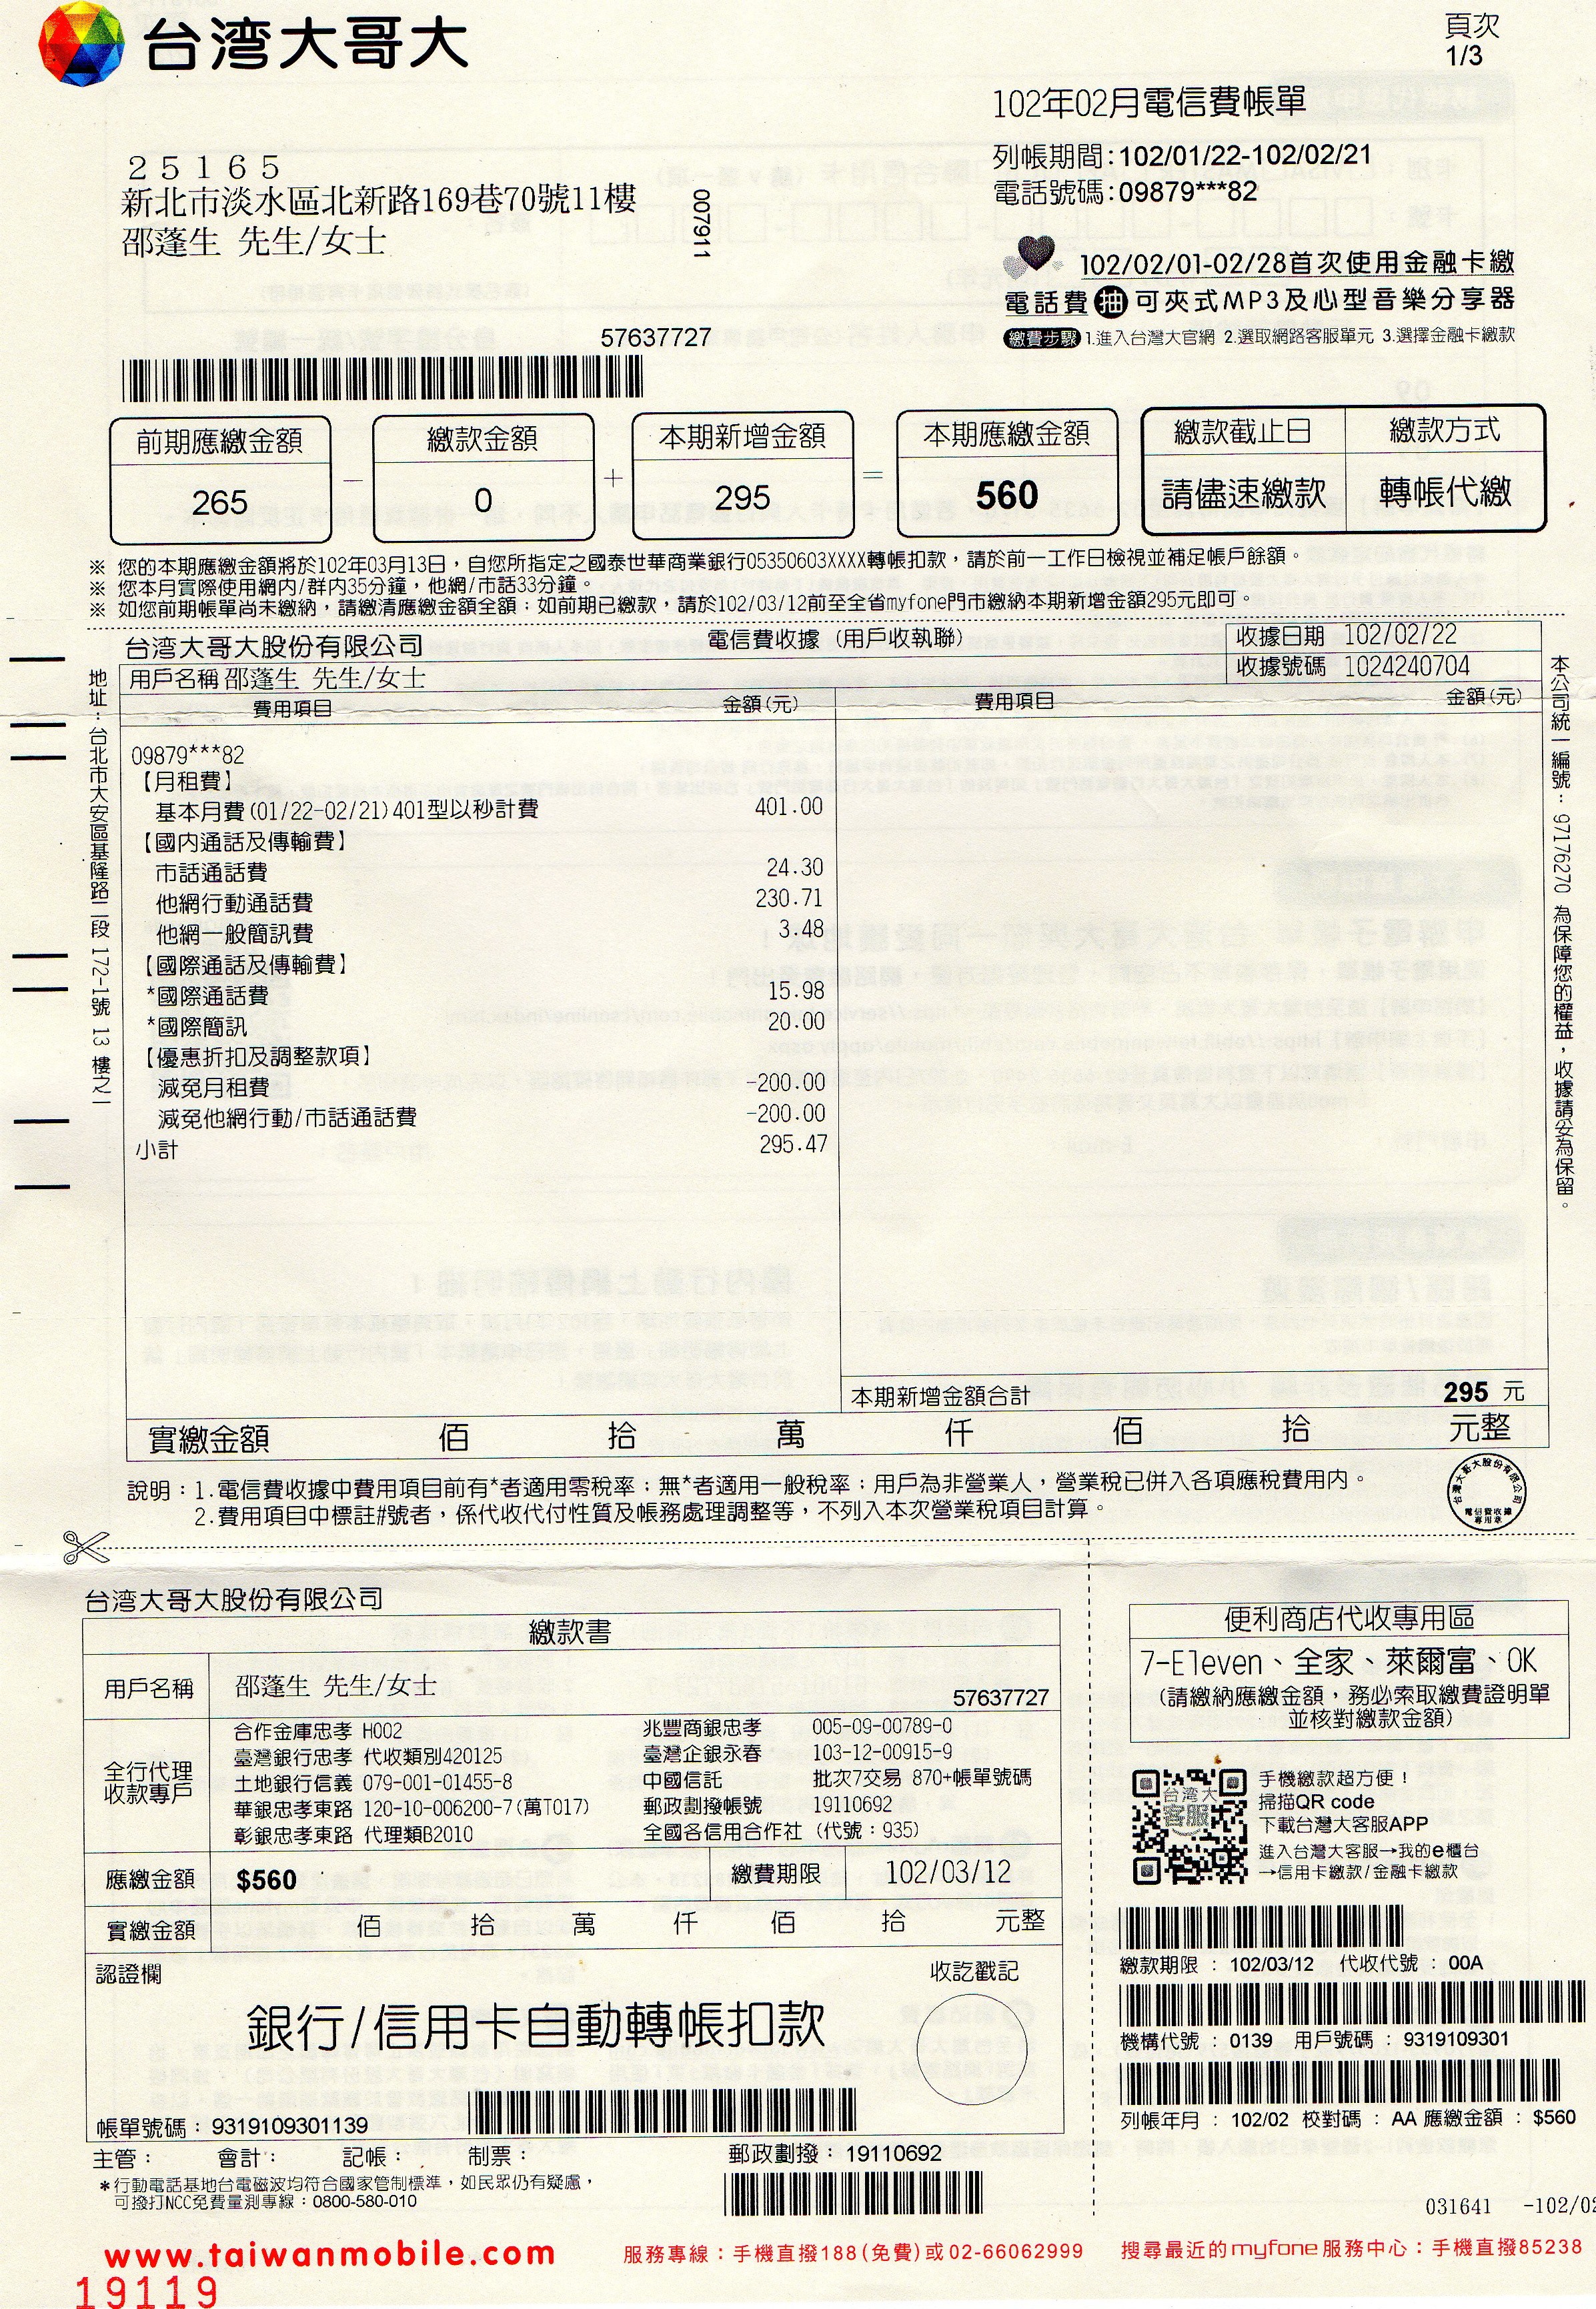 台灣大哥大
頁次
1/3
102年02月電信費帳單
列帳期間:102/01/22-102/02/21
電話號碼:09879***82
25165
新北市淡水區北新路169巷70號11樓
邵蓬生 先生/女士
007911
102/02/01-02/28首次使用金融卡繳
電話費 抽 可夾式MP3及心型音樂分享器
繳費步驟 1.進入台灣大官網 2.選取網路客服單元 3.選擇金融卡繳款
57637727
前期應繳金額 繳款金額 本期新增金額 本期應繳金額 繳款截止日 繳款方式
265 － 0 ＋ 295 ＝ 560 請儘速繳款 轉帳代繳
※ 您的本期應繳金額將於102年03月13日，自您所指定之國泰世華商業銀行05350603XXXX轉帳扣款，請於前一工作日檢視並補足帳戶餘額。
※ 您本月實際使用網內/群內35分鐘，他網/市話33分鐘。
※ 如您前期帳單尚未繳納，請繳清應繳金額全額；如前期已繳款，請於102/03/12前至全省myfone門市繳納本期新增金額295元即可。
台灣大哥大股份有限公司 電信費收據 (用戶收執聯) 收據日期 102/02/22
用戶名稱 邵蓬生 先生/女士 收據號碼 1024240704
費用項目 金額(元) 費用項目 金額(元)
09879***82
【月租費】
基本月費(01/22-02/21)401型以秒計費 401.00
【國內通話及傳輸費】
市話通話費 24.30
他網行動通話費 230.71
他網一般簡訊費 3.48
【國際通話及傳輸費】
*國際通話費 15.98
*國際簡訊 20.00
【優惠折扣及調整款項】
減免月租費 -200.00
減免他網行動/市話通話費 -200.00
小計 295.47
地址：台北市大安區基隆路二段 172-1號 13 樓之一
本公司統一編號：97176270 為保障您的權益，收據請妥為保留。
本期新增金額合計 295 元
實繳金額 佰 拾 萬 仟 佰 拾 元整
說明：1.電信費收據中費用項目前有*者適用零稅率；無*者適用一般稅率；用戶為非營業人，營業稅已併入各項應稅費用內。
2.費用項目中標註#號者，係代收代付性質及帳務處理調整等，不列入本次營業稅項目計算。
台灣大哥大股份有限公司
電信費收據
專用章
台灣大哥大股份有限公司
繳款書
用戶名稱 邵蓬生 先生/女士 57637727
全行代理
收款專戶
合作金庫忠孝 H002 兆豐商銀忠孝 005-09-00789-0
臺灣銀行忠孝 代收類別420125 臺灣企銀永春 103-12-00915-9
土地銀行信義 079-001-01455-8 中國信託 批次7交易 870+帳單號碼
華銀忠孝東路 120-10-006200-7(萬T017) 郵政劃撥帳號 19110692
彰銀忠孝東路 代理類B2010 全國各信用合作社 (代號：935)
應繳金額 $560 繳費期限 102/03/12
實繳金額 佰 拾 萬 仟 佰 拾 元整
認證欄 收訖戳記
銀行/信用卡自動轉帳扣款
帳單號碼：9319109301139
主管： 會計： 記帳： 製票： 郵政劃撥：19110692
*行動電話基地台電磁波均符合國家管制標準，如民眾仍有疑慮，
可撥打NCC免費量測專線：0800-580-010
便利商店代收專用區
7-Eleven、全家、萊爾富、OK
(請繳納應繳金額，務必索取繳費證明單
並核對繳款金額)
台灣大
客服
手機繳款超方便！
掃描QR code
下載台灣大客服APP
進入台灣大客服→我的e櫃台
→信用卡繳款/金融卡繳款
繳款期限：102/03/12 代收代號：00A
機構代號：0139 用戶號碼：9319109301
列帳年月：102/02 校對碼：AA 應繳金額：$560
031641 -102/02
www.taiwanmobile.com 服務專線：手機直撥188(免費)或02-66062999 搜尋最近的myfone服務中心：手機直撥85238
19119